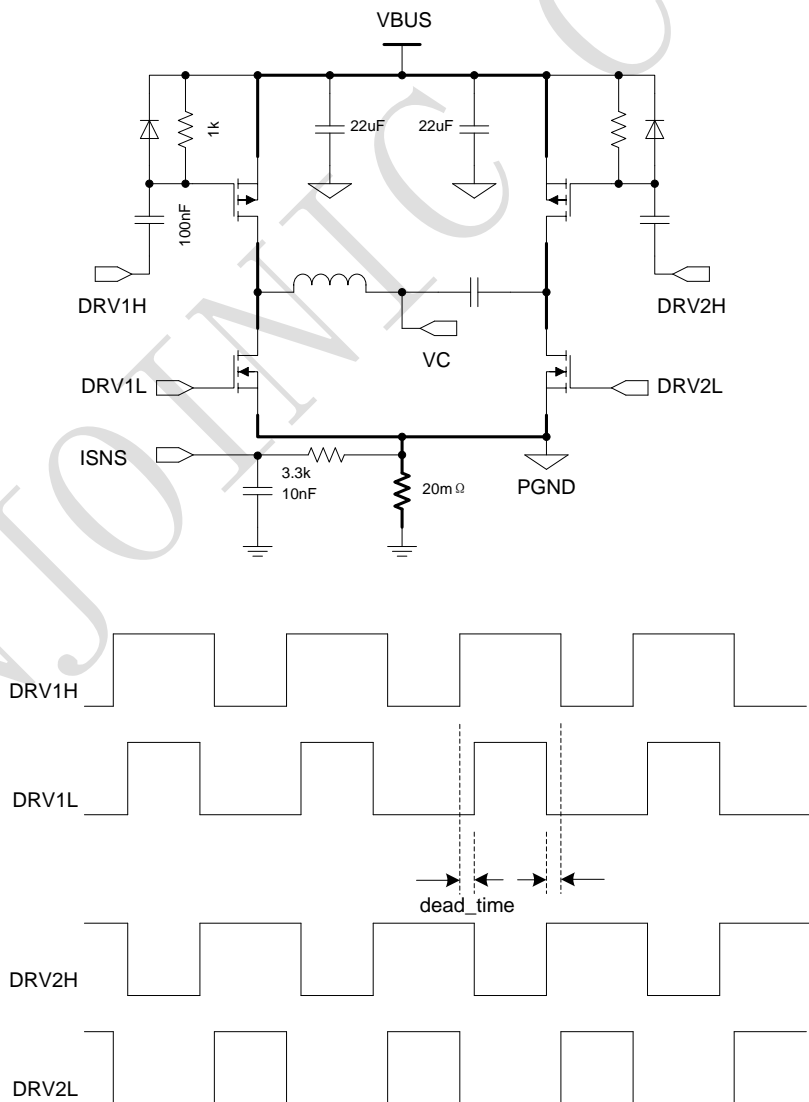 VBUS
1k
22uF
22uF
100nF
DRV1H
DRV2H
VC
DRV1L
DRV2L
ISNS
3.3k
10nF
20mΩ
PGND
DRV1H
DRV1L
dead_time
DRV2H
DRV2L
NJOINIC